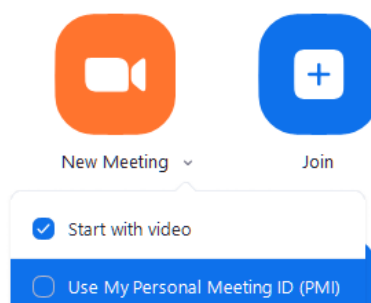 New Meeting
Join
Start with video
Use My Personal Meeting ID (PMI)